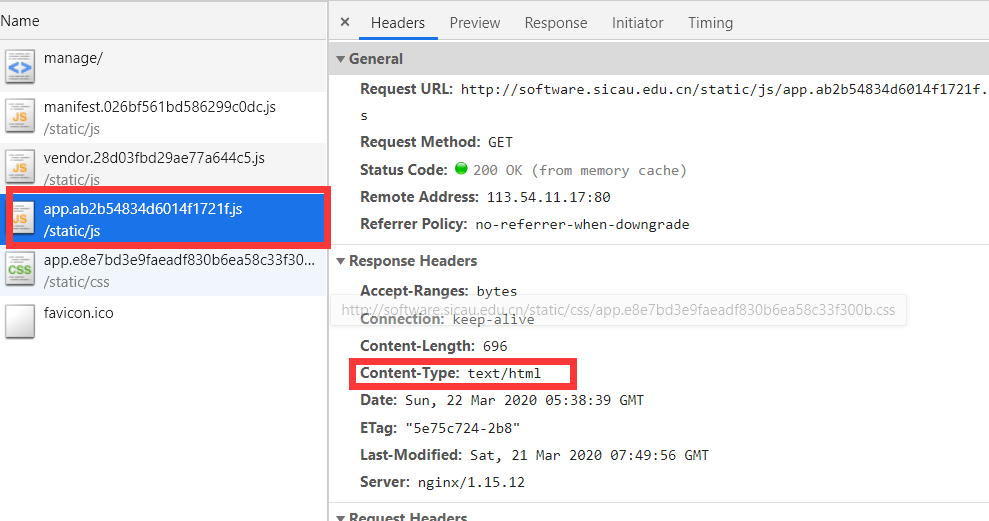 Name
manage/
manifest.026bf561bd586299c0dc.js
/static/js
vendor.28d03fbd29ae77a644c5.js
/static/js
app.ab2b54834d6014f1721f.js
/static/js
app.e8e7bd3e9faeadf830b6ea58c33f30...
/static/css
favicon.ico
× Headers Preview Response Initiator Timing
General
Request URL: http://software.sicau.edu.cn/static/js/app.ab2b54834d6014f1721f.
s
Request Method: GET
Status Code: 200 OK (from memory cache)
Remote Address: 113.54.11.17:80
Referrer Policy: no-referrer-when-downgrade
Response Headers
Accept-Ranges: bytes
http://software.sicau.edu.cn/static/css/app.e8e7bd3e9faeadf830b6ea58c33f300b.css
Connection: keep-alive
Content-Length: 696
Content-Type: text/html
Date: Sun, 22 Mar 2020 05:38:39 GMT
ETag: "5e75c724-2b8"
Last-Modified: Sat, 21 Mar 2020 07:49:56 GMT
Server: nginx/1.15.12
Request Headers